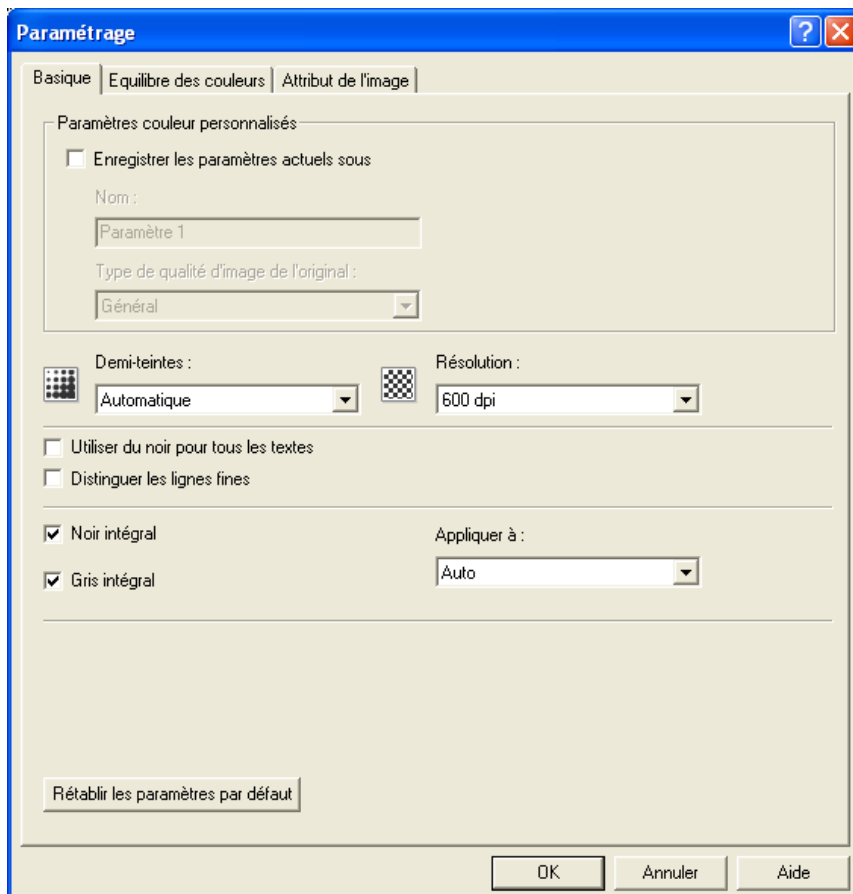 Paramétrage
Basique Equilibre des couleurs Attribut de l'image
Paramètres couleur personnalisés
Enregistrer les paramètres actuels sous
Nom :
Paramètre 1
Type de qualité d'image de l'original :
Général
Demi-teintes : Résolution :
Automatique 600 dpi
Utiliser du noir pour tous les textes
Distinguer les lignes fines
Noir intégral Appliquer à :
Auto
Gris intégral
Rétablir les paramètres par défaut
OK Annuler Aide